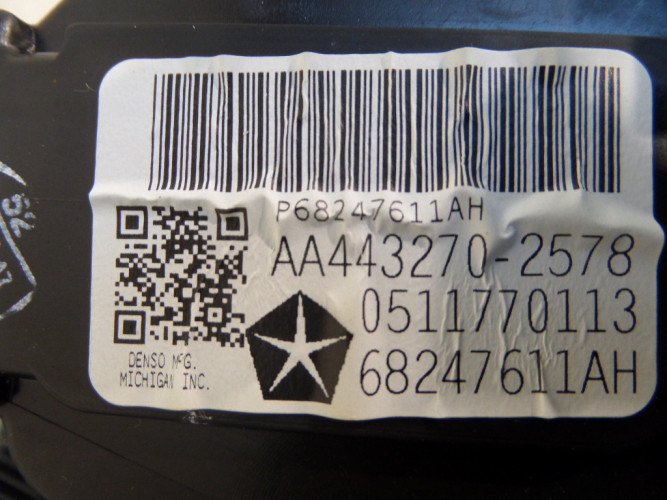 P68247611AH
AA443270-2578
0511770113
68247611AH
DENSO MFG.
MICHIGAN INC.